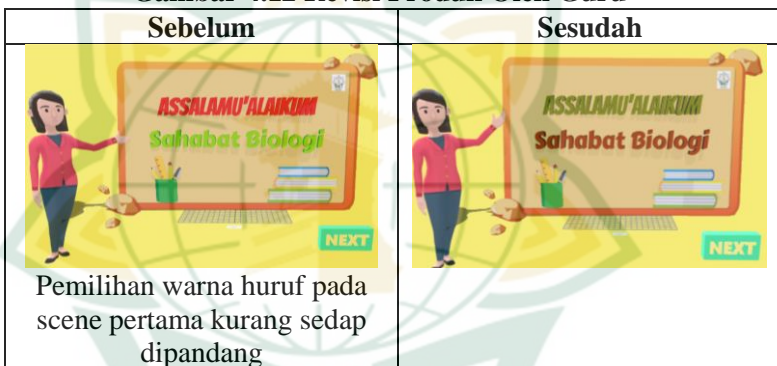 Sebelum
Sesudah
ASSALAMU'ALAIKUM
Sahabat Biologi
NEXT
ASSALAMU'ALAIKUM
Sahabat Biologi
NEXT
Pemilihan warna huruf pada
scene pertama kurang sedap
dipandang